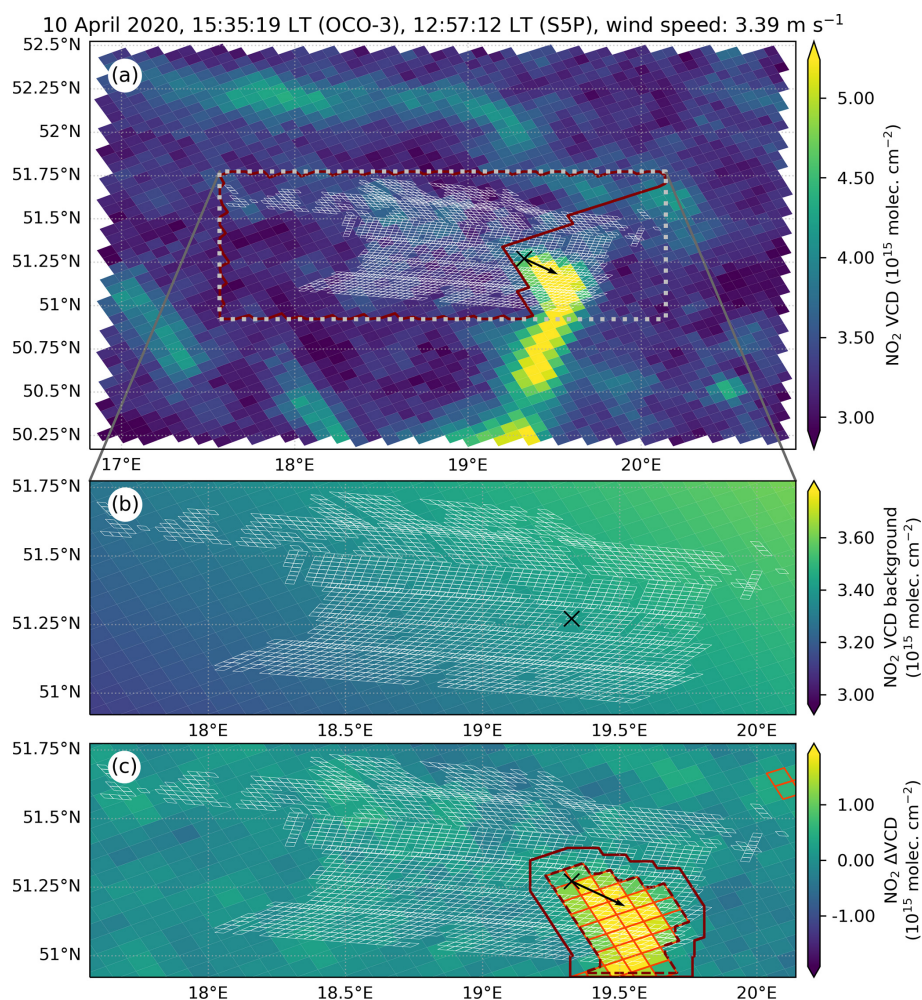 10 April 2020, 15:35:19 LT (OCO-3), 12:57:12 LT (S5P), wind speed: 3.39 m s⁻¹
(a)
52.5°N
52.25°N
52°N
51.75°N
51.5°N
51.25°N
51°N
50.75°N
50.5°N
50.25°N
17°E
18°E
19°E
20°E
5.00
4.50
4.00
3.50
3.00
NO₂ VCD (10¹⁵ molec. cm⁻²)
(b)
51.75°N
51.5°N
51.25°N
51°N
18°E
18.5°E
19°E
19.5°E
20°E
3.60
3.40
3.20
3.00
NO₂ VCD background
(10¹⁵ molec. cm⁻²)
(c)
51.75°N
51.5°N
51.25°N
51°N
18°E
18.5°E
19°E
19.5°E
20°E
1.00
0.00
-1.00
NO₂ ΔVCD
(10¹⁵ molec. cm⁻²)